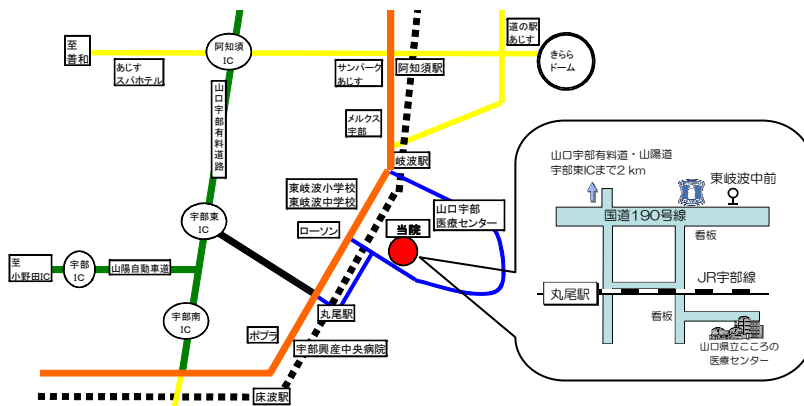 至
善和
あじす
スパホテル
阿知須
IC
山口宇部有料道路
サンパーク
あじす
阿知須駅
道の駅
あじす
きらら
ドーム
メルクス
宇部
岐波駅
東岐波小学校
東岐波中学校
山口宇部
医療センター
ローソン
当院
宇部東
IC
至
小野田IC
宇部
IC
山陽自動車道
宇部南
IC
丸尾駅
ポプラ
宇部興産中央病院
床波駅
山口宇部有料道・山陽道
宇部東ICまで2 km
東岐波中前
国道190号線
看板
JR宇部線
丸尾駅
看板
山口県立こころの
医療センター